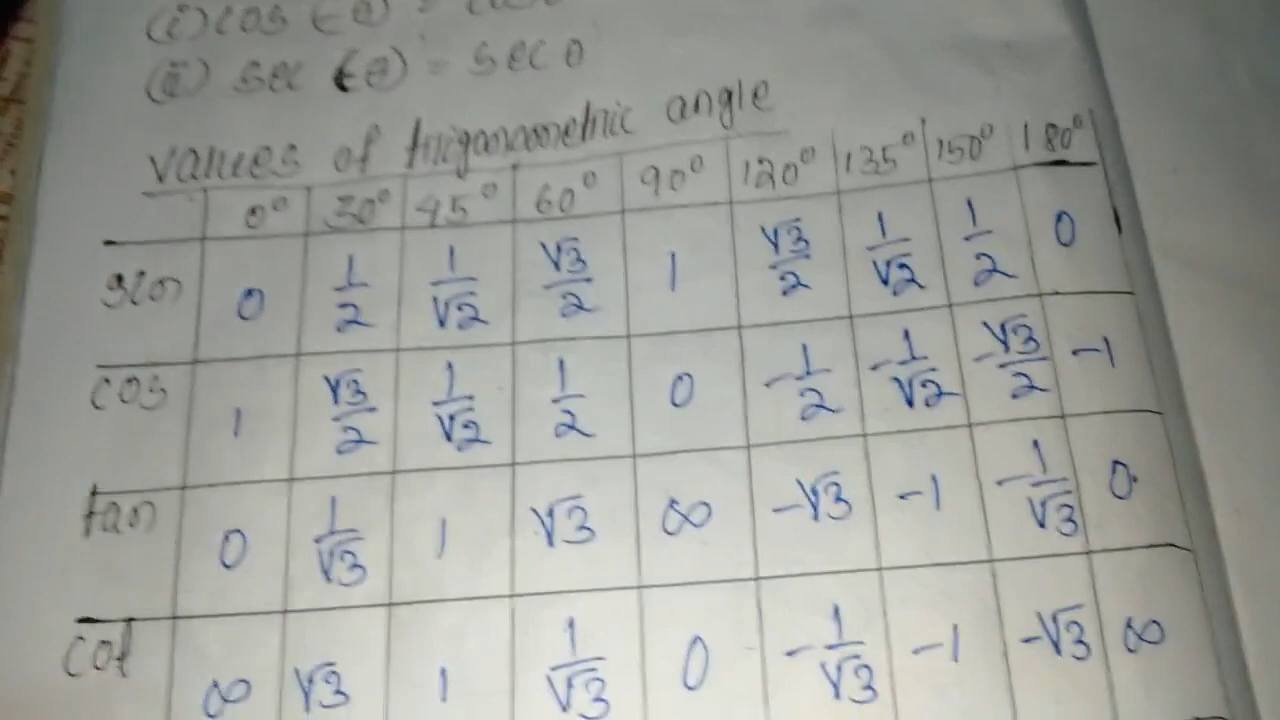 (i) cos (-θ) =
(ii) sec (-θ) = sec θ
values of trigonometric angle
0° 30° 45° 60° 90° 120° 135° 150° 180°
sin 0 1/2 1/√2 √3/2 1 √3/2 1/√2 1/2 0
cos 1 √3/2 1/√2 1/2 0 -1/2 -1/√2 -√3/2 -1
tan 0 1/√3 1 √3 ∞ -√3 -1 -1/√3 0
cot ∞ √3 1 1/√3 0 -1/√3 -1 -√3 ∞